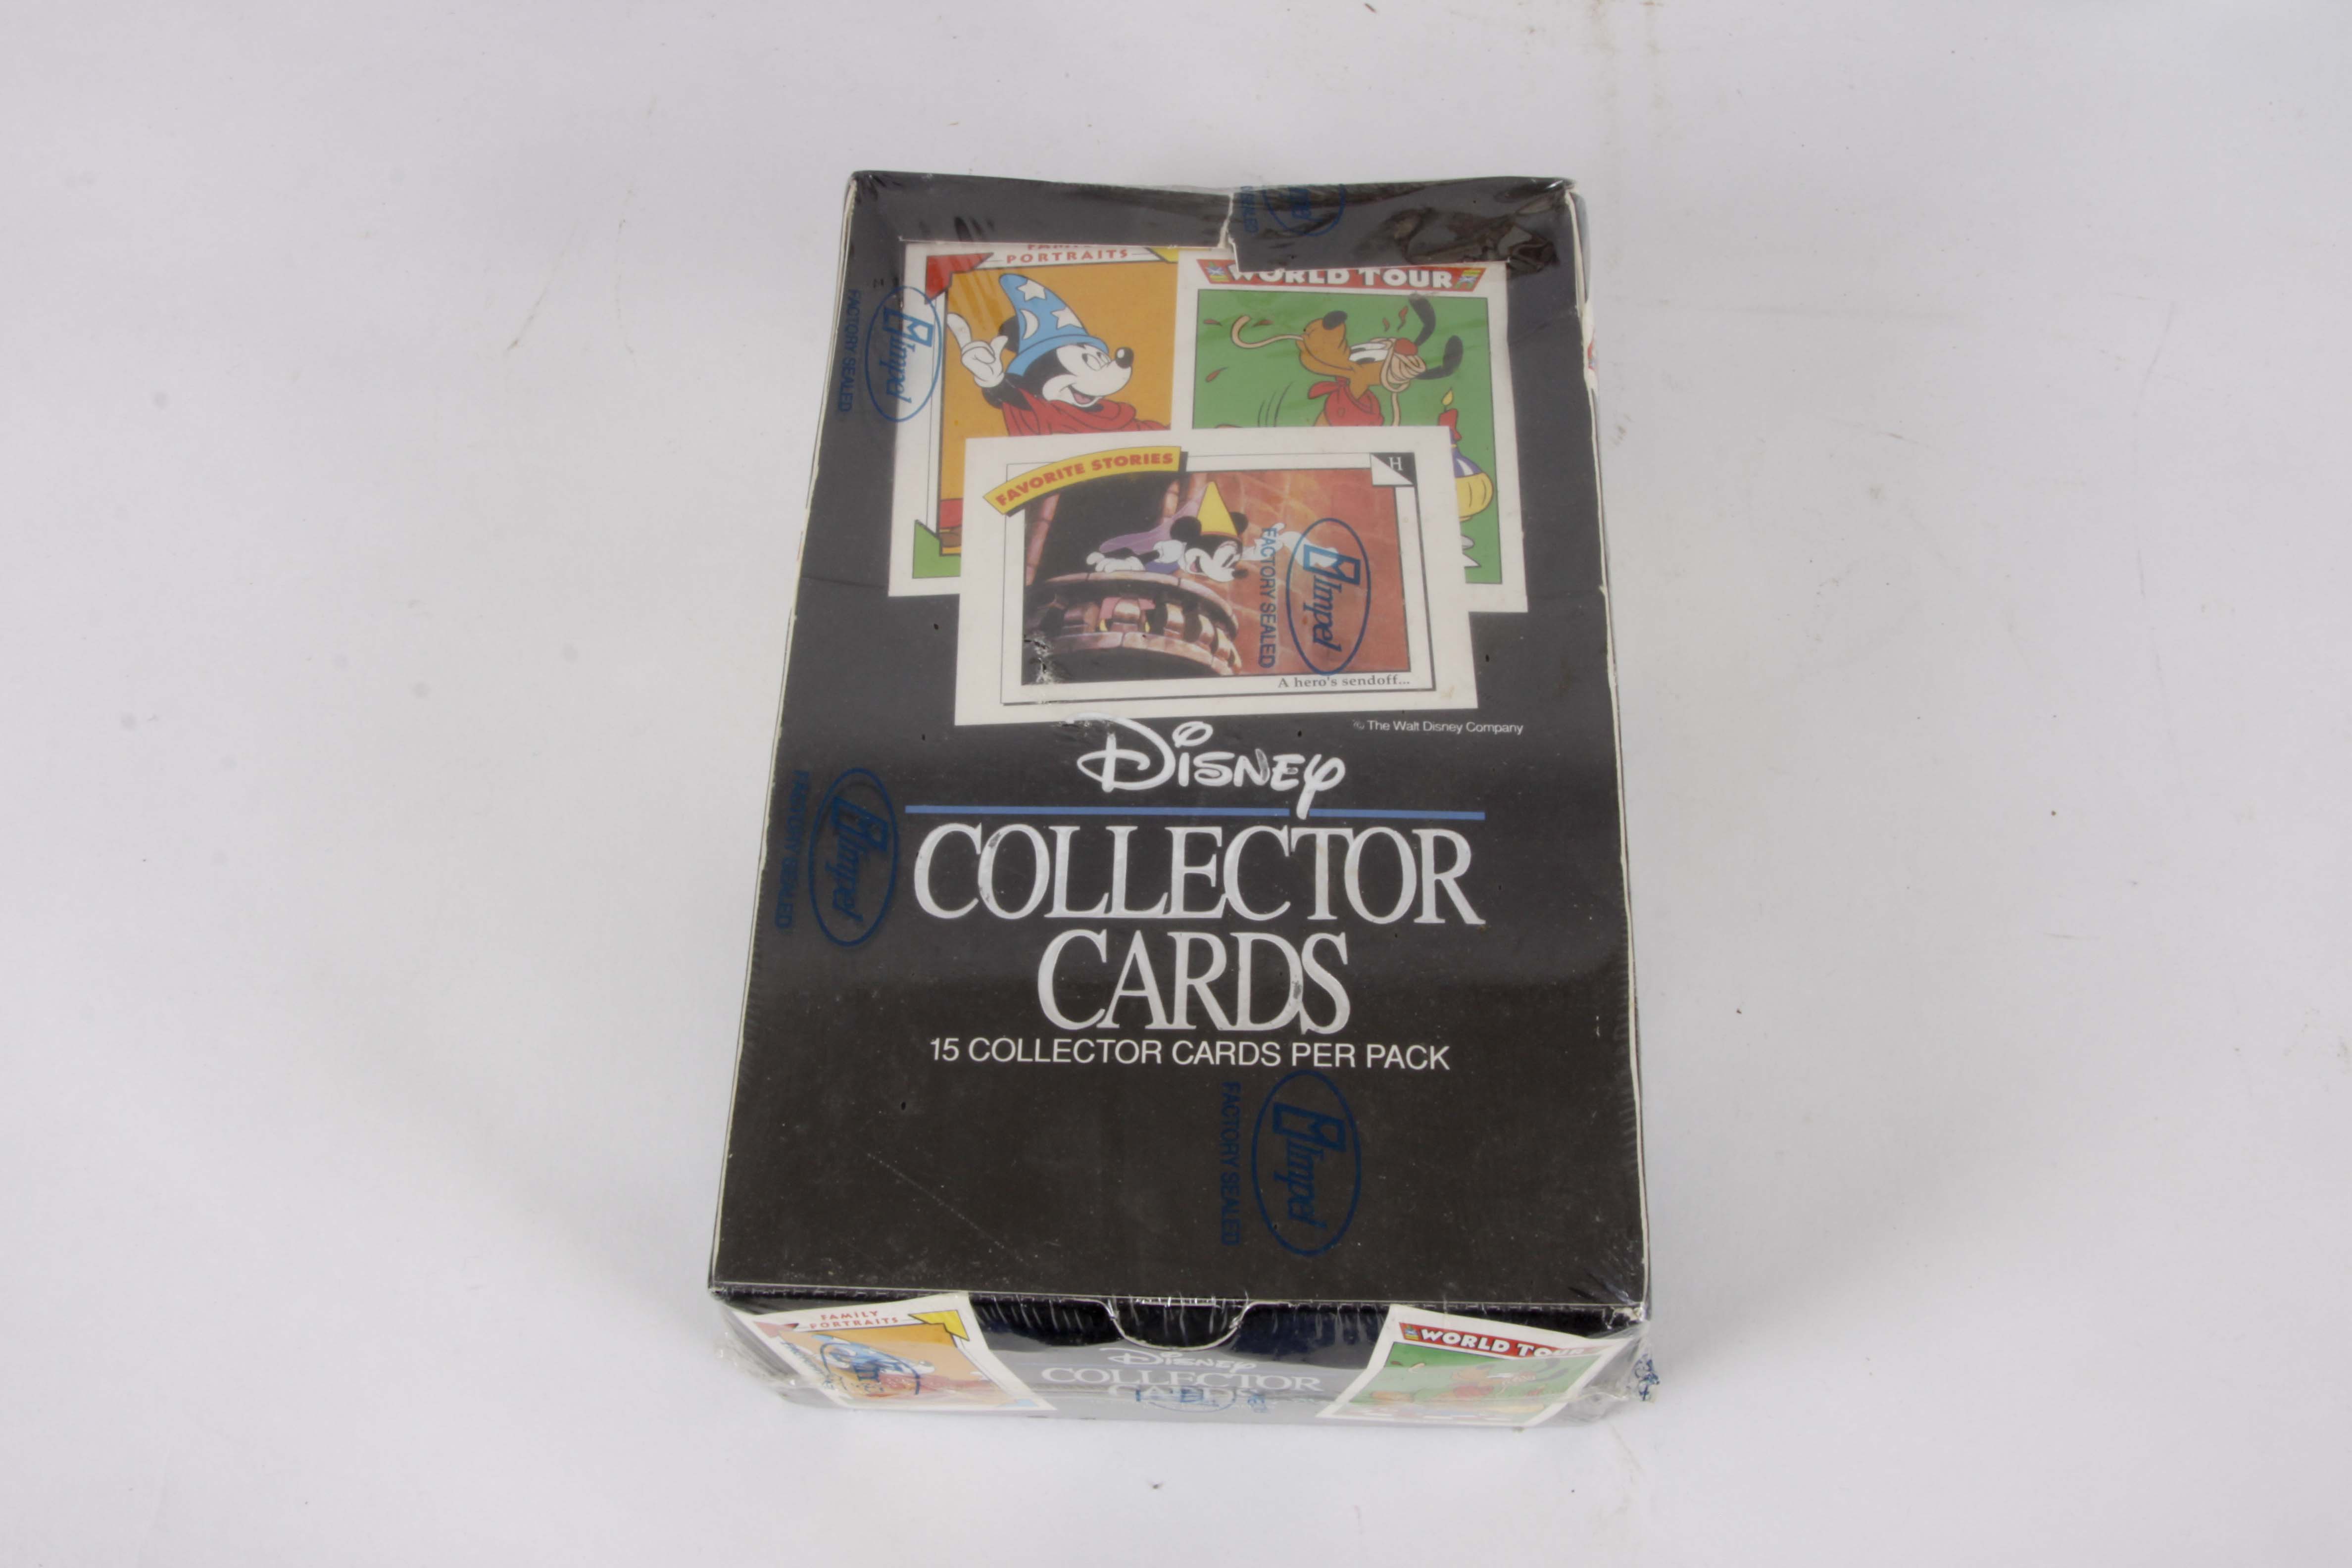 PORTRAITS
WORLD TOUR
FAVORITE STORIES
H
A hero's sendoff...
© The Walt Disney Company
DISNEY
COLLECTOR
CARDS
15 COLLECTOR CARDS PER PACK
Impel
FACTORY SEALED
Impel
FACTORY SEALED
Impel
FACTORY SEALED
Impel
FACTORY SEALED
FAMILY
PORTRAITS
DISNEY
COLLECTOR
CARDS
WORLD TOUR